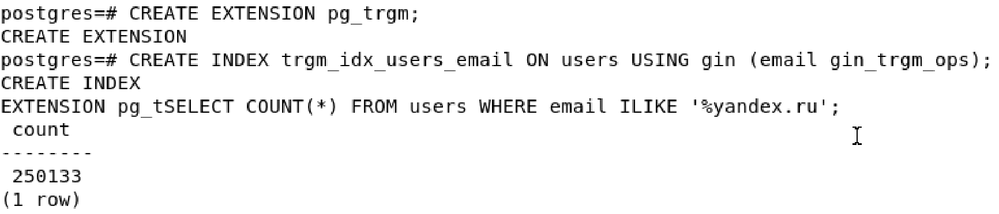 postgres=# CREATE EXTENSION pg_trgm;
CREATE EXTENSION
postgres=# CREATE INDEX trgm_idx_users_email ON users USING gin (email gin_trgm_ops);
CREATE INDEX
EXTENSION pg_tSELECT COUNT(*) FROM users WHERE email ILIKE '%yandex.ru';
 count
--------
 250133
(1 row)